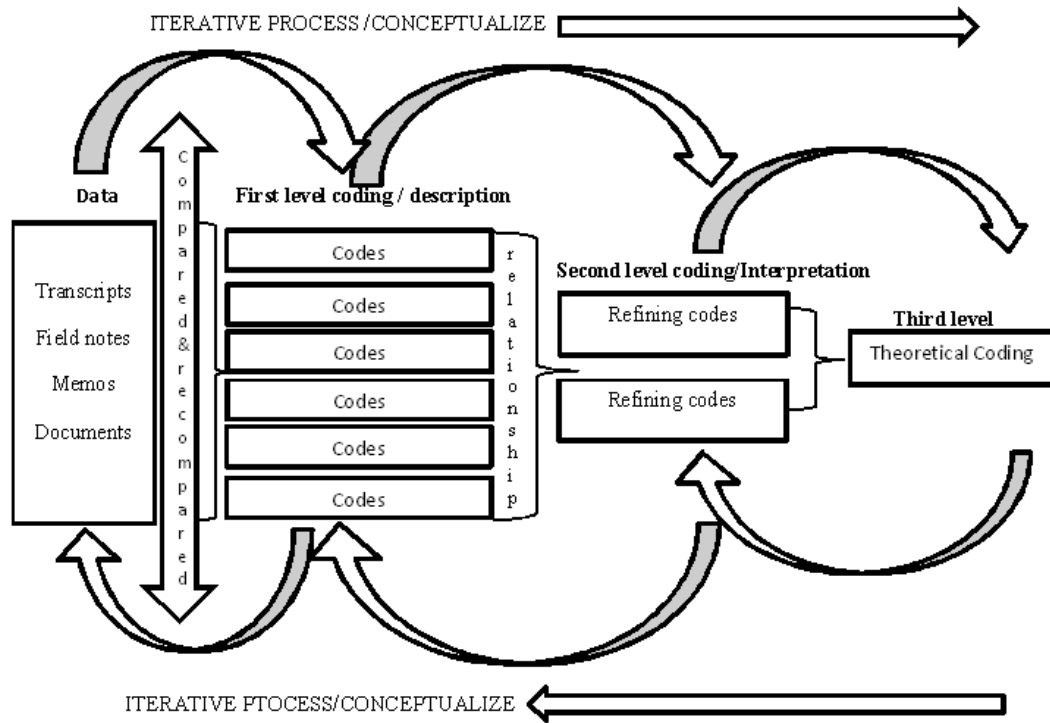 ITERATIVE PROCESS/CONCEPTUALIZE
Data
Compared&recompared
First level coding / description
Transcripts
Field notes
Memos
Documents
Codes
Codes
Codes
Codes
Codes
Codes
relationship
Second level coding/Interpretation
Refining codes
Refining codes
Third level
Theoretical Coding
ITERATIVE PTOCESS/CONCEPTUALIZE